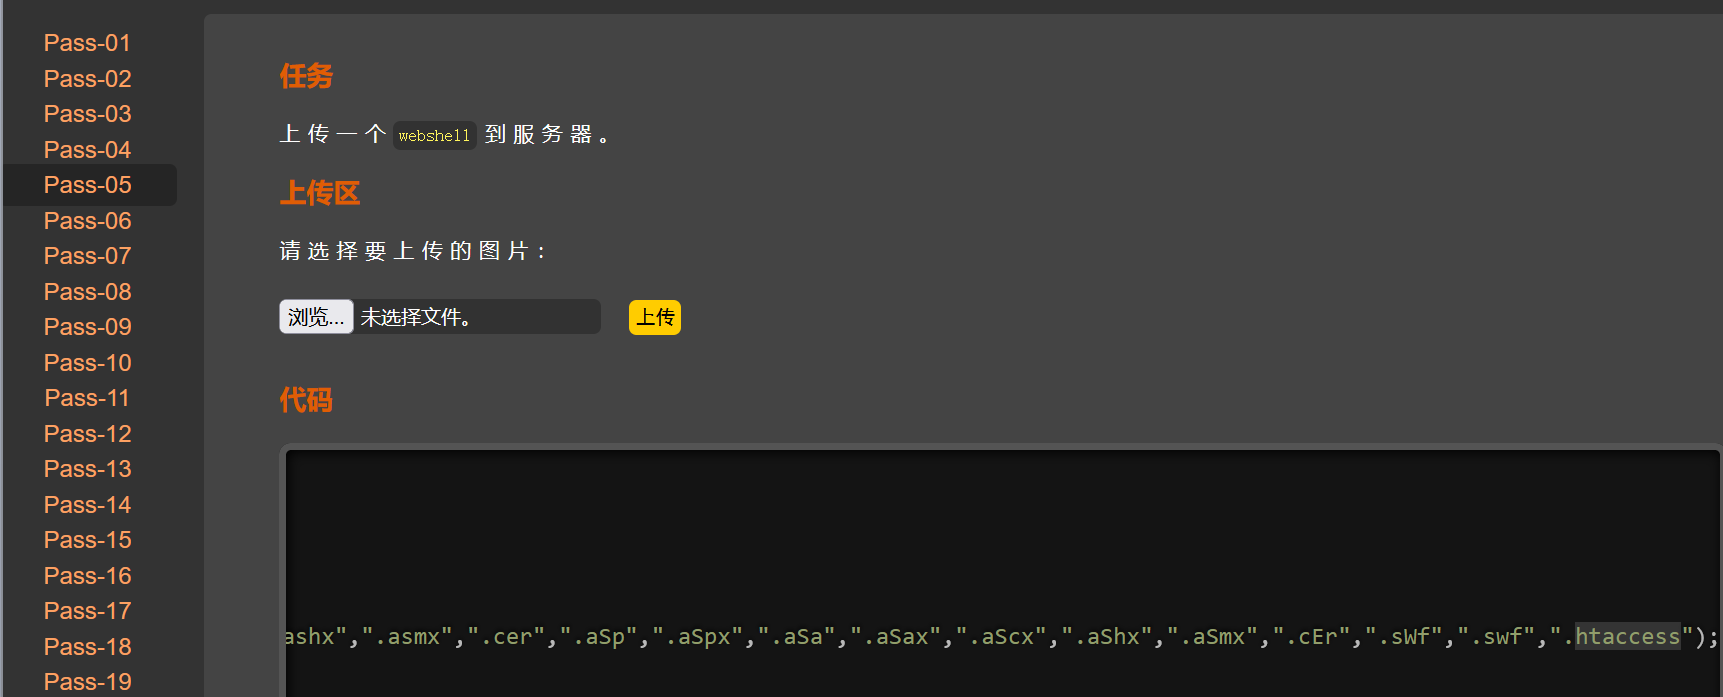 Pass-01
Pass-02
Pass-03
Pass-04
Pass-05
Pass-06
Pass-07
Pass-08
Pass-09
Pass-10
Pass-11
Pass-12
Pass-13
Pass-14
Pass-15
Pass-16
Pass-17
Pass-18
Pass-19
任务
上传一个 webshell 到服务器。
上传区
请选择要上传的图片：
浏览... 未选择文件。 上传
代码
ashx",".asmx",".cer",".aSp",".aSpx",".aSa",".aSax",".aScx",".aShx",".aSmx",".cEr",".sWf",".swf",".htaccess");